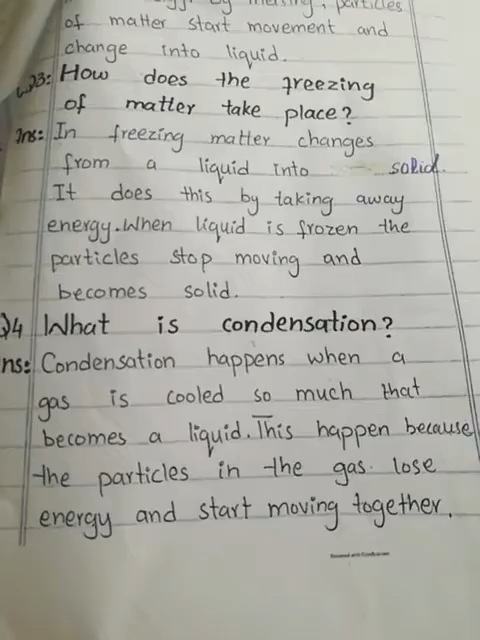 by melting, particles
of matter start movement and
change into liquid.
Q3: How does the freezing
of matter take place?
Ans: In freezing matter changes
from a liquid into solid.
It does this by taking away
energy. When liquid is frozen the
particles stop moving and
becomes solid.
Q4 What is condensation?
Ans: Condensation happens when a
gas is cooled so much that
becomes a liquid. This happen because
the particles in the gas lose
energy and start moving together.